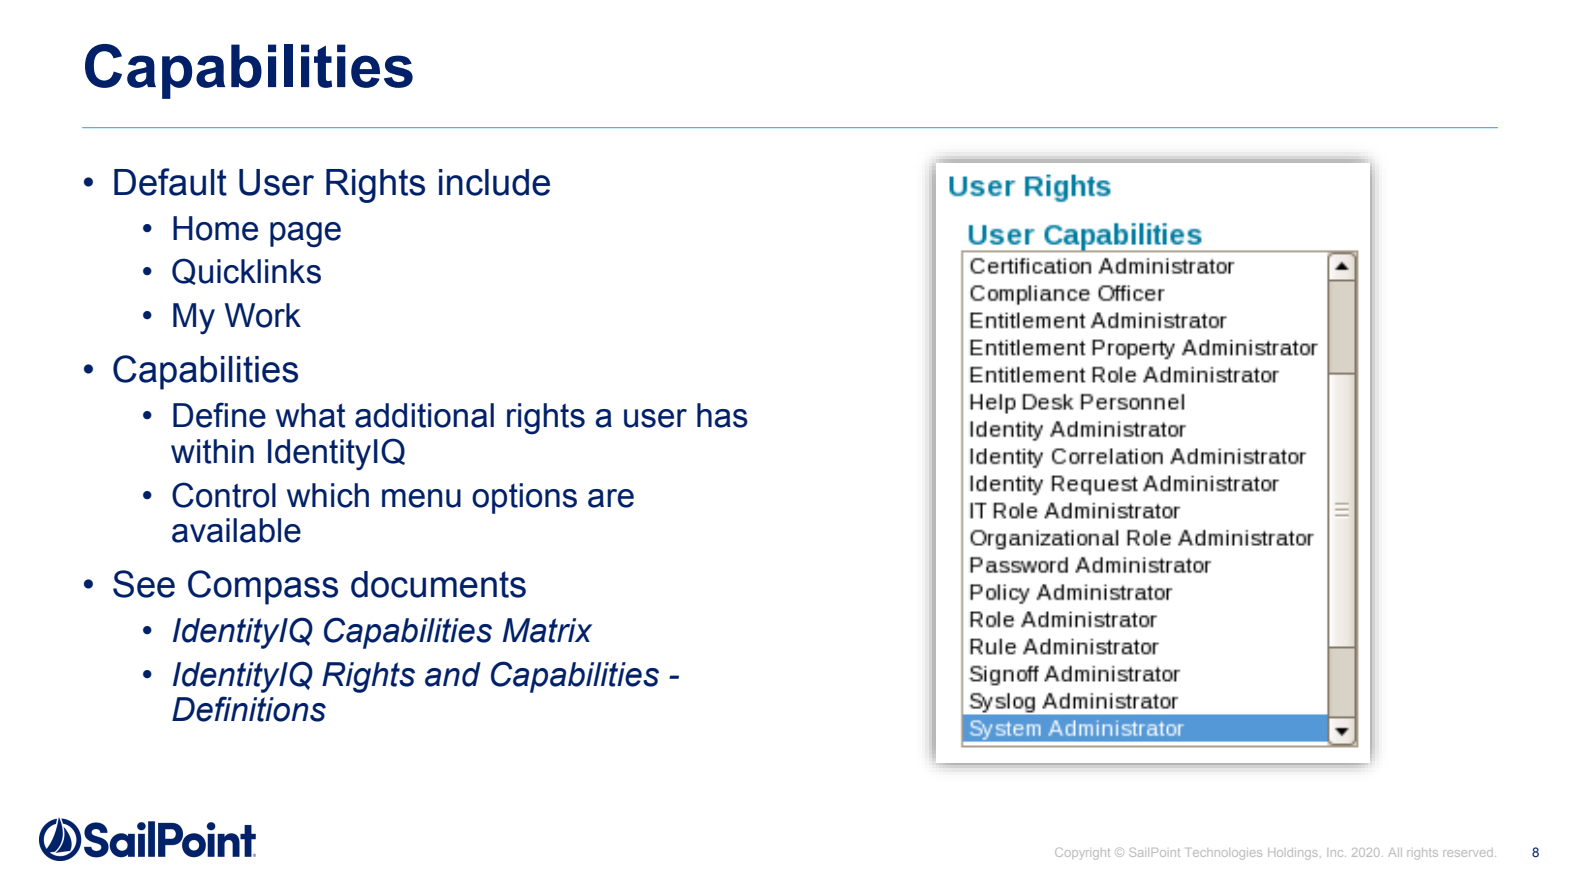 Capabilities
• Default User Rights include
• Home page
• Quicklinks
• My Work
• Capabilities
• Define what additional rights a user has
within IdentityIQ
• Control which menu options are
available
• See Compass documents
• IdentityIQ Capabilities Matrix
• IdentityIQ Rights and Capabilities -
Definitions
User Rights
User Capabilities
Certification Administrator
Compliance Officer
Entitlement Administrator
Entitlement Property Administrator
Entitlement Role Administrator
Help Desk Personnel
Identity Administrator
Identity Correlation Administrator
Identity Request Administrator
IT Role Administrator
Organizational Role Administrator
Password Administrator
Policy Administrator
Role Administrator
Rule Administrator
Signoff Administrator
Syslog Administrator
System Administrator
SailPoint
Copyright © SailPoint Technologies Holdings, Inc. 2020. All rights reserved.
8